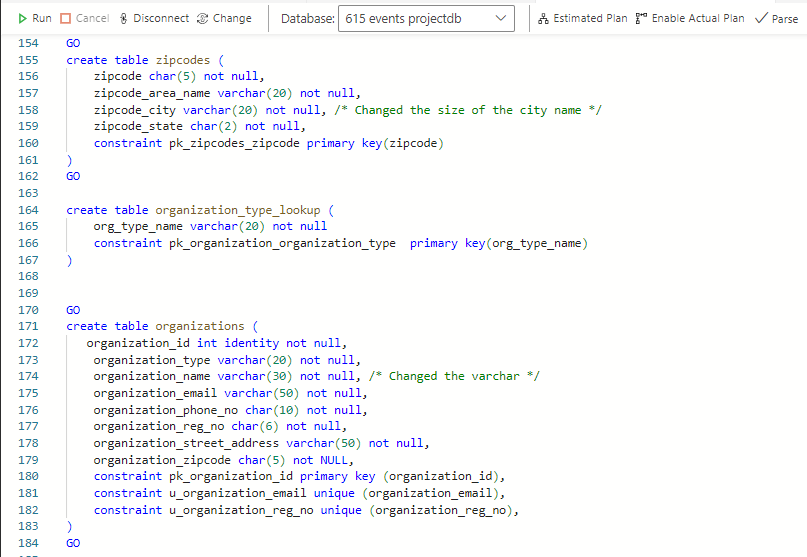 Run Cancel Disconnect Change Database: 615 events projectdb Estimated Plan Enable Actual Plan Parse
154 GO
155 create table zipcodes (
156 zipcode char(5) not null,
157 zipcode_area_name varchar(20) not null,
158 zipcode_city varchar(20) not null, /* Changed the size of the city name */
159 zipcode_state char(2) not null,
160 constraint pk_zipcodes_zipcode primary key(zipcode)
161 )
162 GO
163
164 create table organization_type_lookup (
165 org_type_name varchar(20) not null
166 constraint pk_organization_organization_type  primary key(org_type_name)
167 )
168
169
170 GO
171 create table organizations (
172 organization_id int identity not null,
173 organization_type varchar(20) not null,
174 organization_name varchar(30) not null, /* Changed the varchar */
175 organization_email varchar(50) not null,
176 organization_phone_no char(10) not null,
177 organization_reg_no char(6) not null,
178 organization_street_address varchar(50) not null,
179 organization_zipcode char(5) not NULL,
180 constraint pk_organization_id primary key (organization_id),
181 constraint u_organization_email unique (organization_email),
182 constraint u_organization_reg_no unique (organization_reg_no),
183 )
184 GO